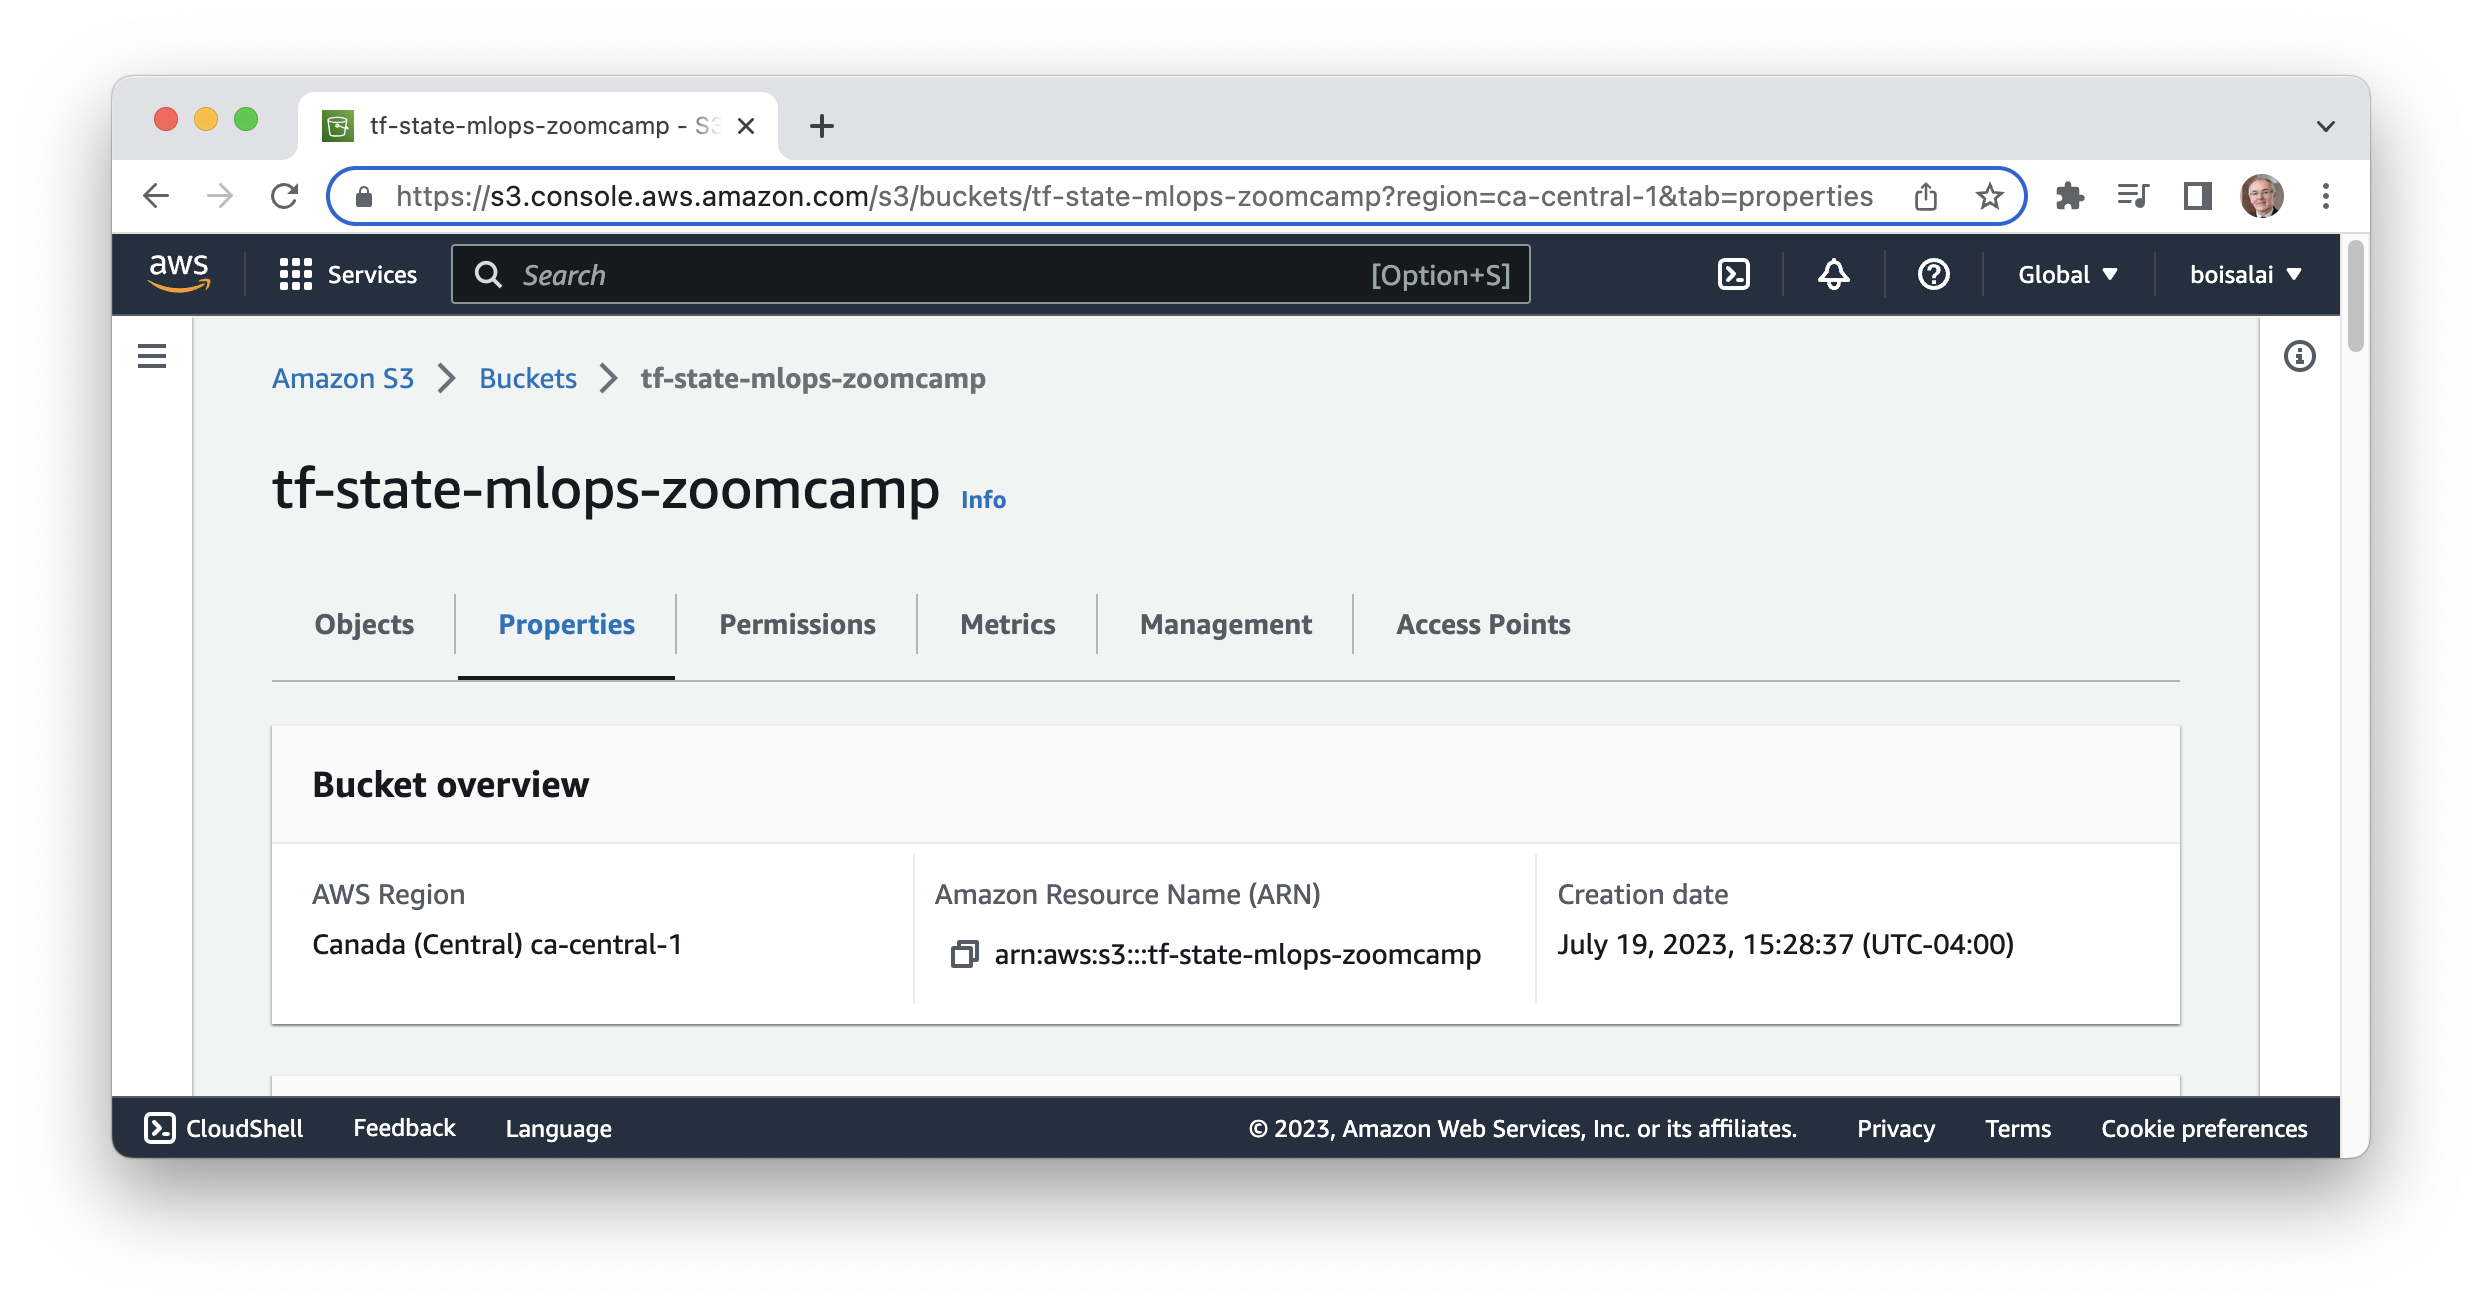 tf-state-mlops-zoomcamp - S3
https://s3.console.aws.amazon.com/s3/buckets/tf-state-mlops-zoomcamp?region=ca-central-1&tab=properties
aws Services Search [Option+S] Global boisalai
Amazon S3 Buckets tf-state-mlops-zoomcamp
tf-state-mlops-zoomcamp Info
Objects Properties Permissions Metrics Management Access Points
Bucket overview
AWS Region
Canada (Central) ca-central-1
Amazon Resource Name (ARN)
arn:aws:s3:::tf-state-mlops-zoomcamp
Creation date
July 19, 2023, 15:28:37 (UTC-04:00)
CloudShell Feedback Language © 2023, Amazon Web Services, Inc. or its affiliates. Privacy Terms Cookie preferences